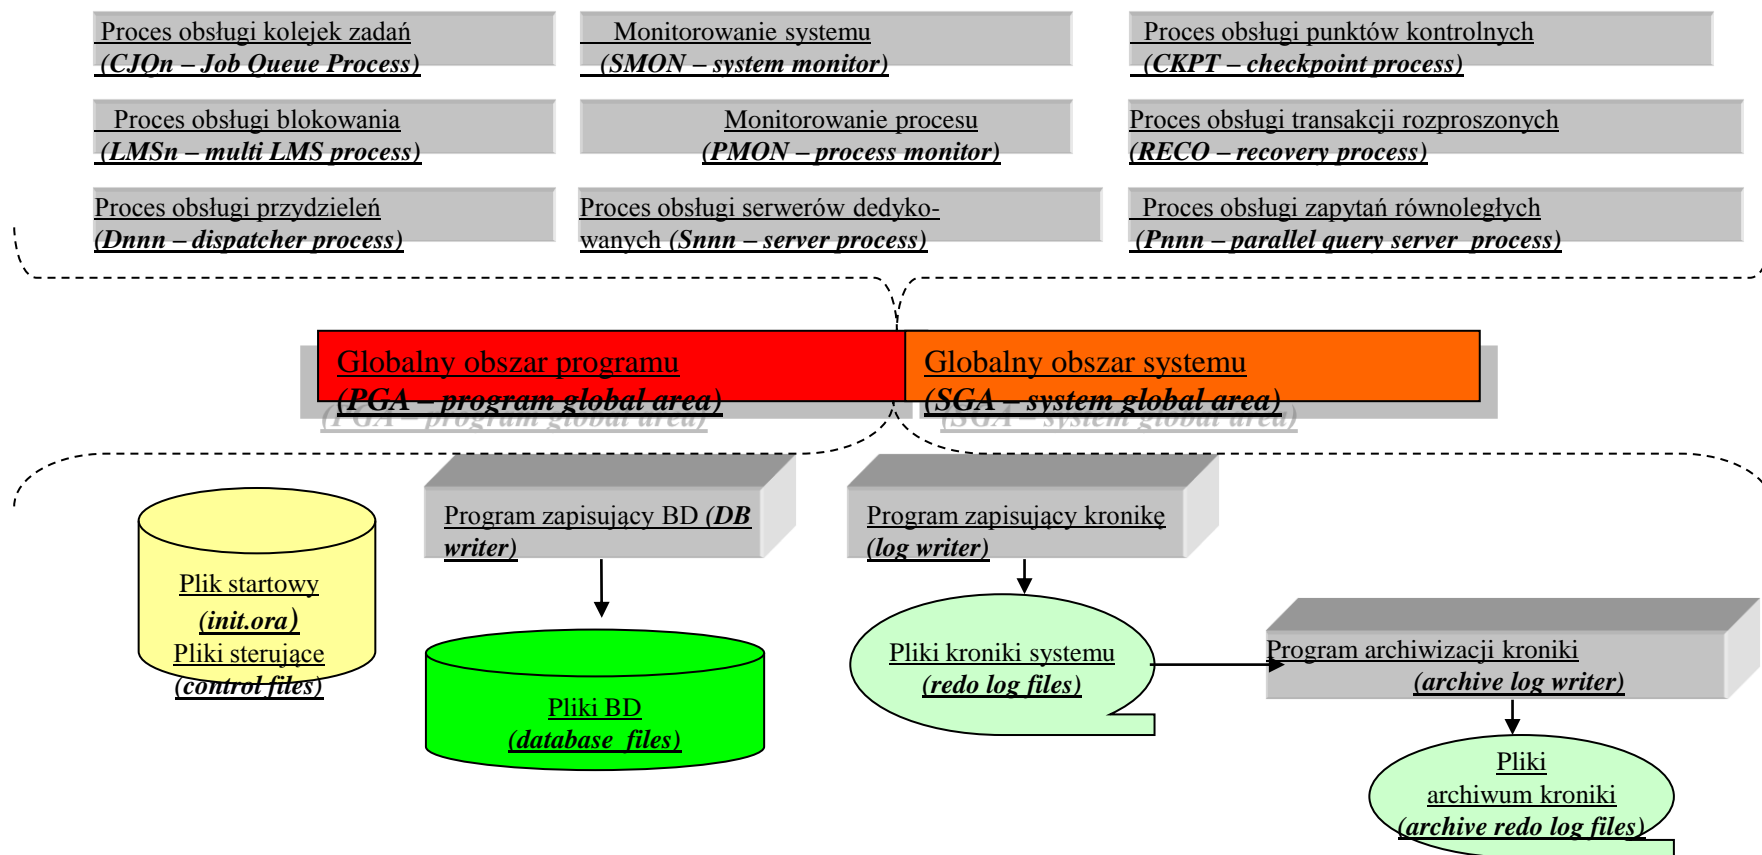 Proces obsługi kolejek zadań
(CJQn – Job Queue Process)
Monitorowanie systemu
(SMON – system monitor)
Proces obsługi punktów kontrolnych
(CKPT – checkpoint process)
Proces obsługi blokowania
(LMSn – multi LMS process)
Monitorowanie procesu
(PMON – process monitor)
Proces obsługi transakcji rozproszonych
(RECO – recovery process)
Proces obsługi przydzieleń
(Dnnn – dispatcher process)
Proces obsługi serwerów dedyko-
wanych (Snnn – server process)
Proces obsługi zapytań równoległych
(Pnnn – parallel query server process)
Globalny obszar programu
(PGA – program global area)
Globalny obszar systemu
(SGA – system global area)
Program zapisujący BD (DB
writer)
Program zapisujący kronikę
(log writer)
Plik startowy
(init.ora)
Pliki sterujące
(control files)
Pliki BD
(database files)
Pliki kroniki systemu
(redo log files)
Program archiwizacji kroniki
(archive log writer)
Pliki
archiwum kroniki
(archive redo log files)